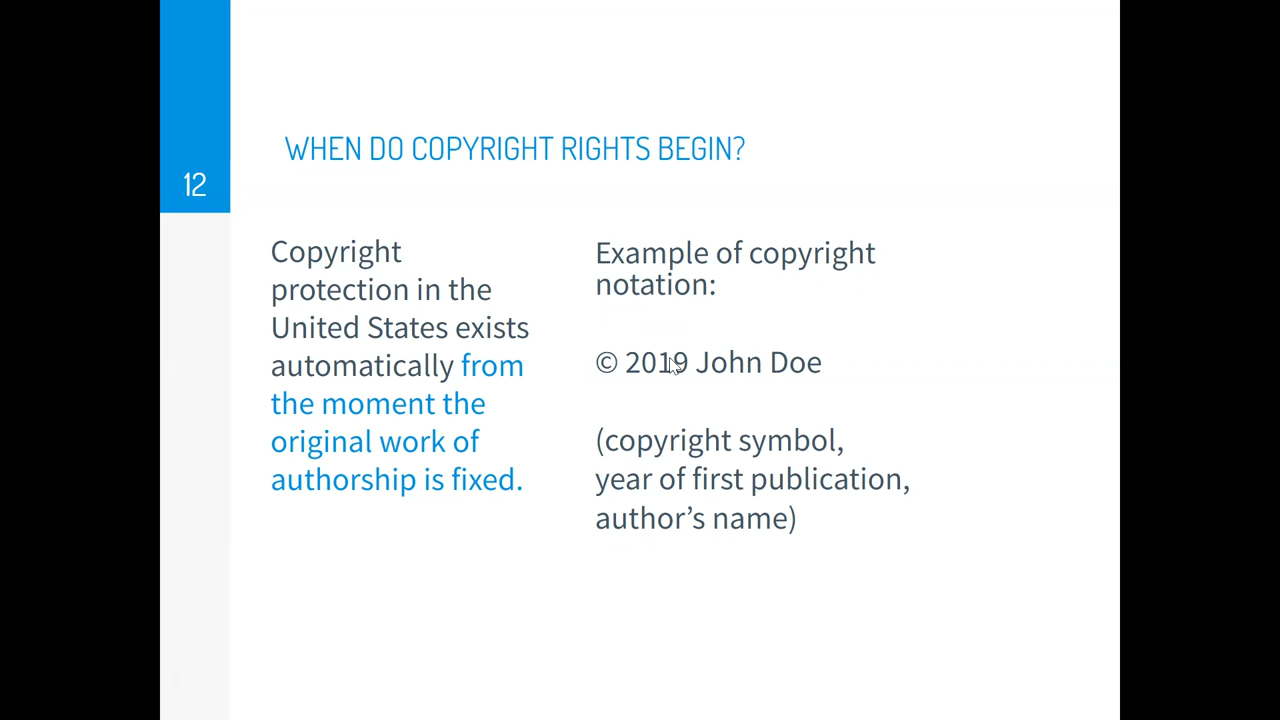 WHEN DO COPYRIGHT RIGHTS BEGIN?
12
Copyright
protection in the
United States exists
automatically from
the moment the
original work of
authorship is fixed.
Example of copyright
notation:
© 2019 John Doe
(copyright symbol,
year of first publication,
author’s name)